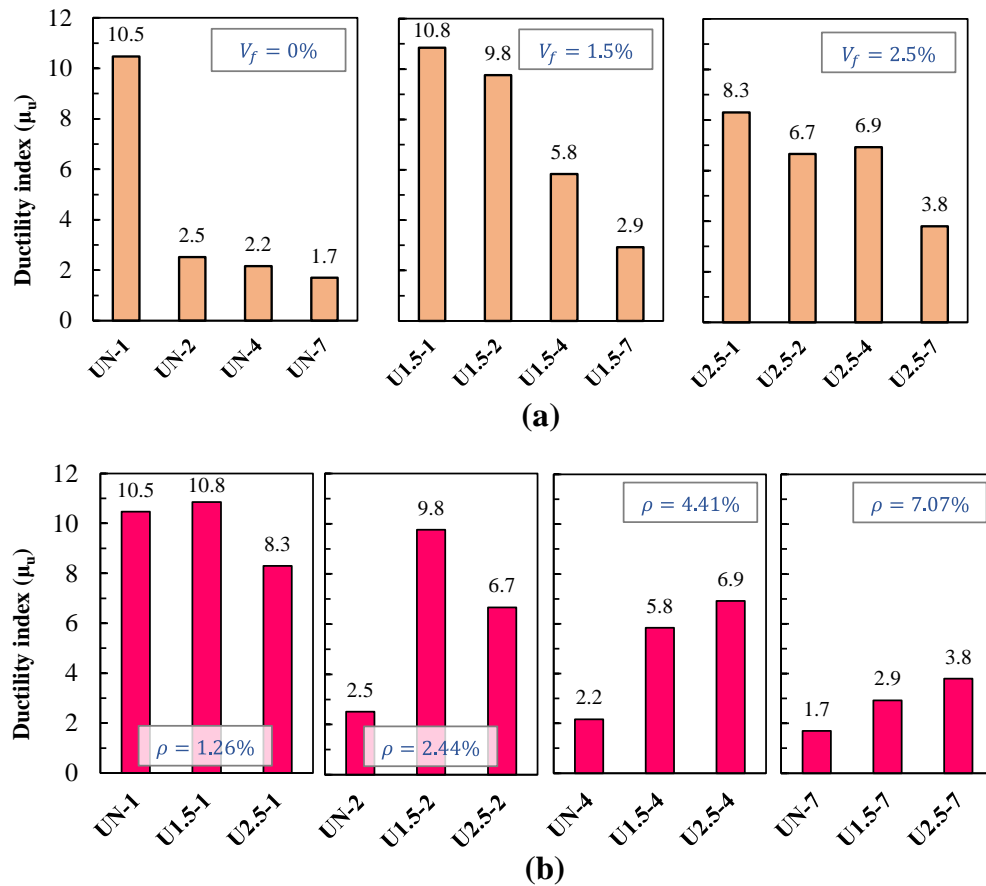 Ductility index (μu)
12
10
8
6
4
2
0
Vf = 0%
10.5
2.5
2.2
1.7
UN-1
UN-2
UN-4
UN-7
Vf = 1.5%
10.8
9.8
5.8
2.9
U1.5-1
U1.5-2
U1.5-4
U1.5-7
Vf = 2.5%
8.3
6.7
6.9
3.8
U2.5-1
U2.5-2
U2.5-4
U2.5-7
(a)
Ductility index (μu)
12
10
8
6
4
2
0
10.5
10.8
8.3
ρ = 1.26%
UN-1
U1.5-1
U2.5-1
2.5
9.8
6.7
ρ = 2.44%
UN-2
U1.5-2
U2.5-2
ρ = 4.41%
2.2
5.8
6.9
UN-4
U1.5-4
U2.5-4
ρ = 7.07%
1.7
2.9
3.8
UN-7
U1.5-7
U2.5-7
(b)